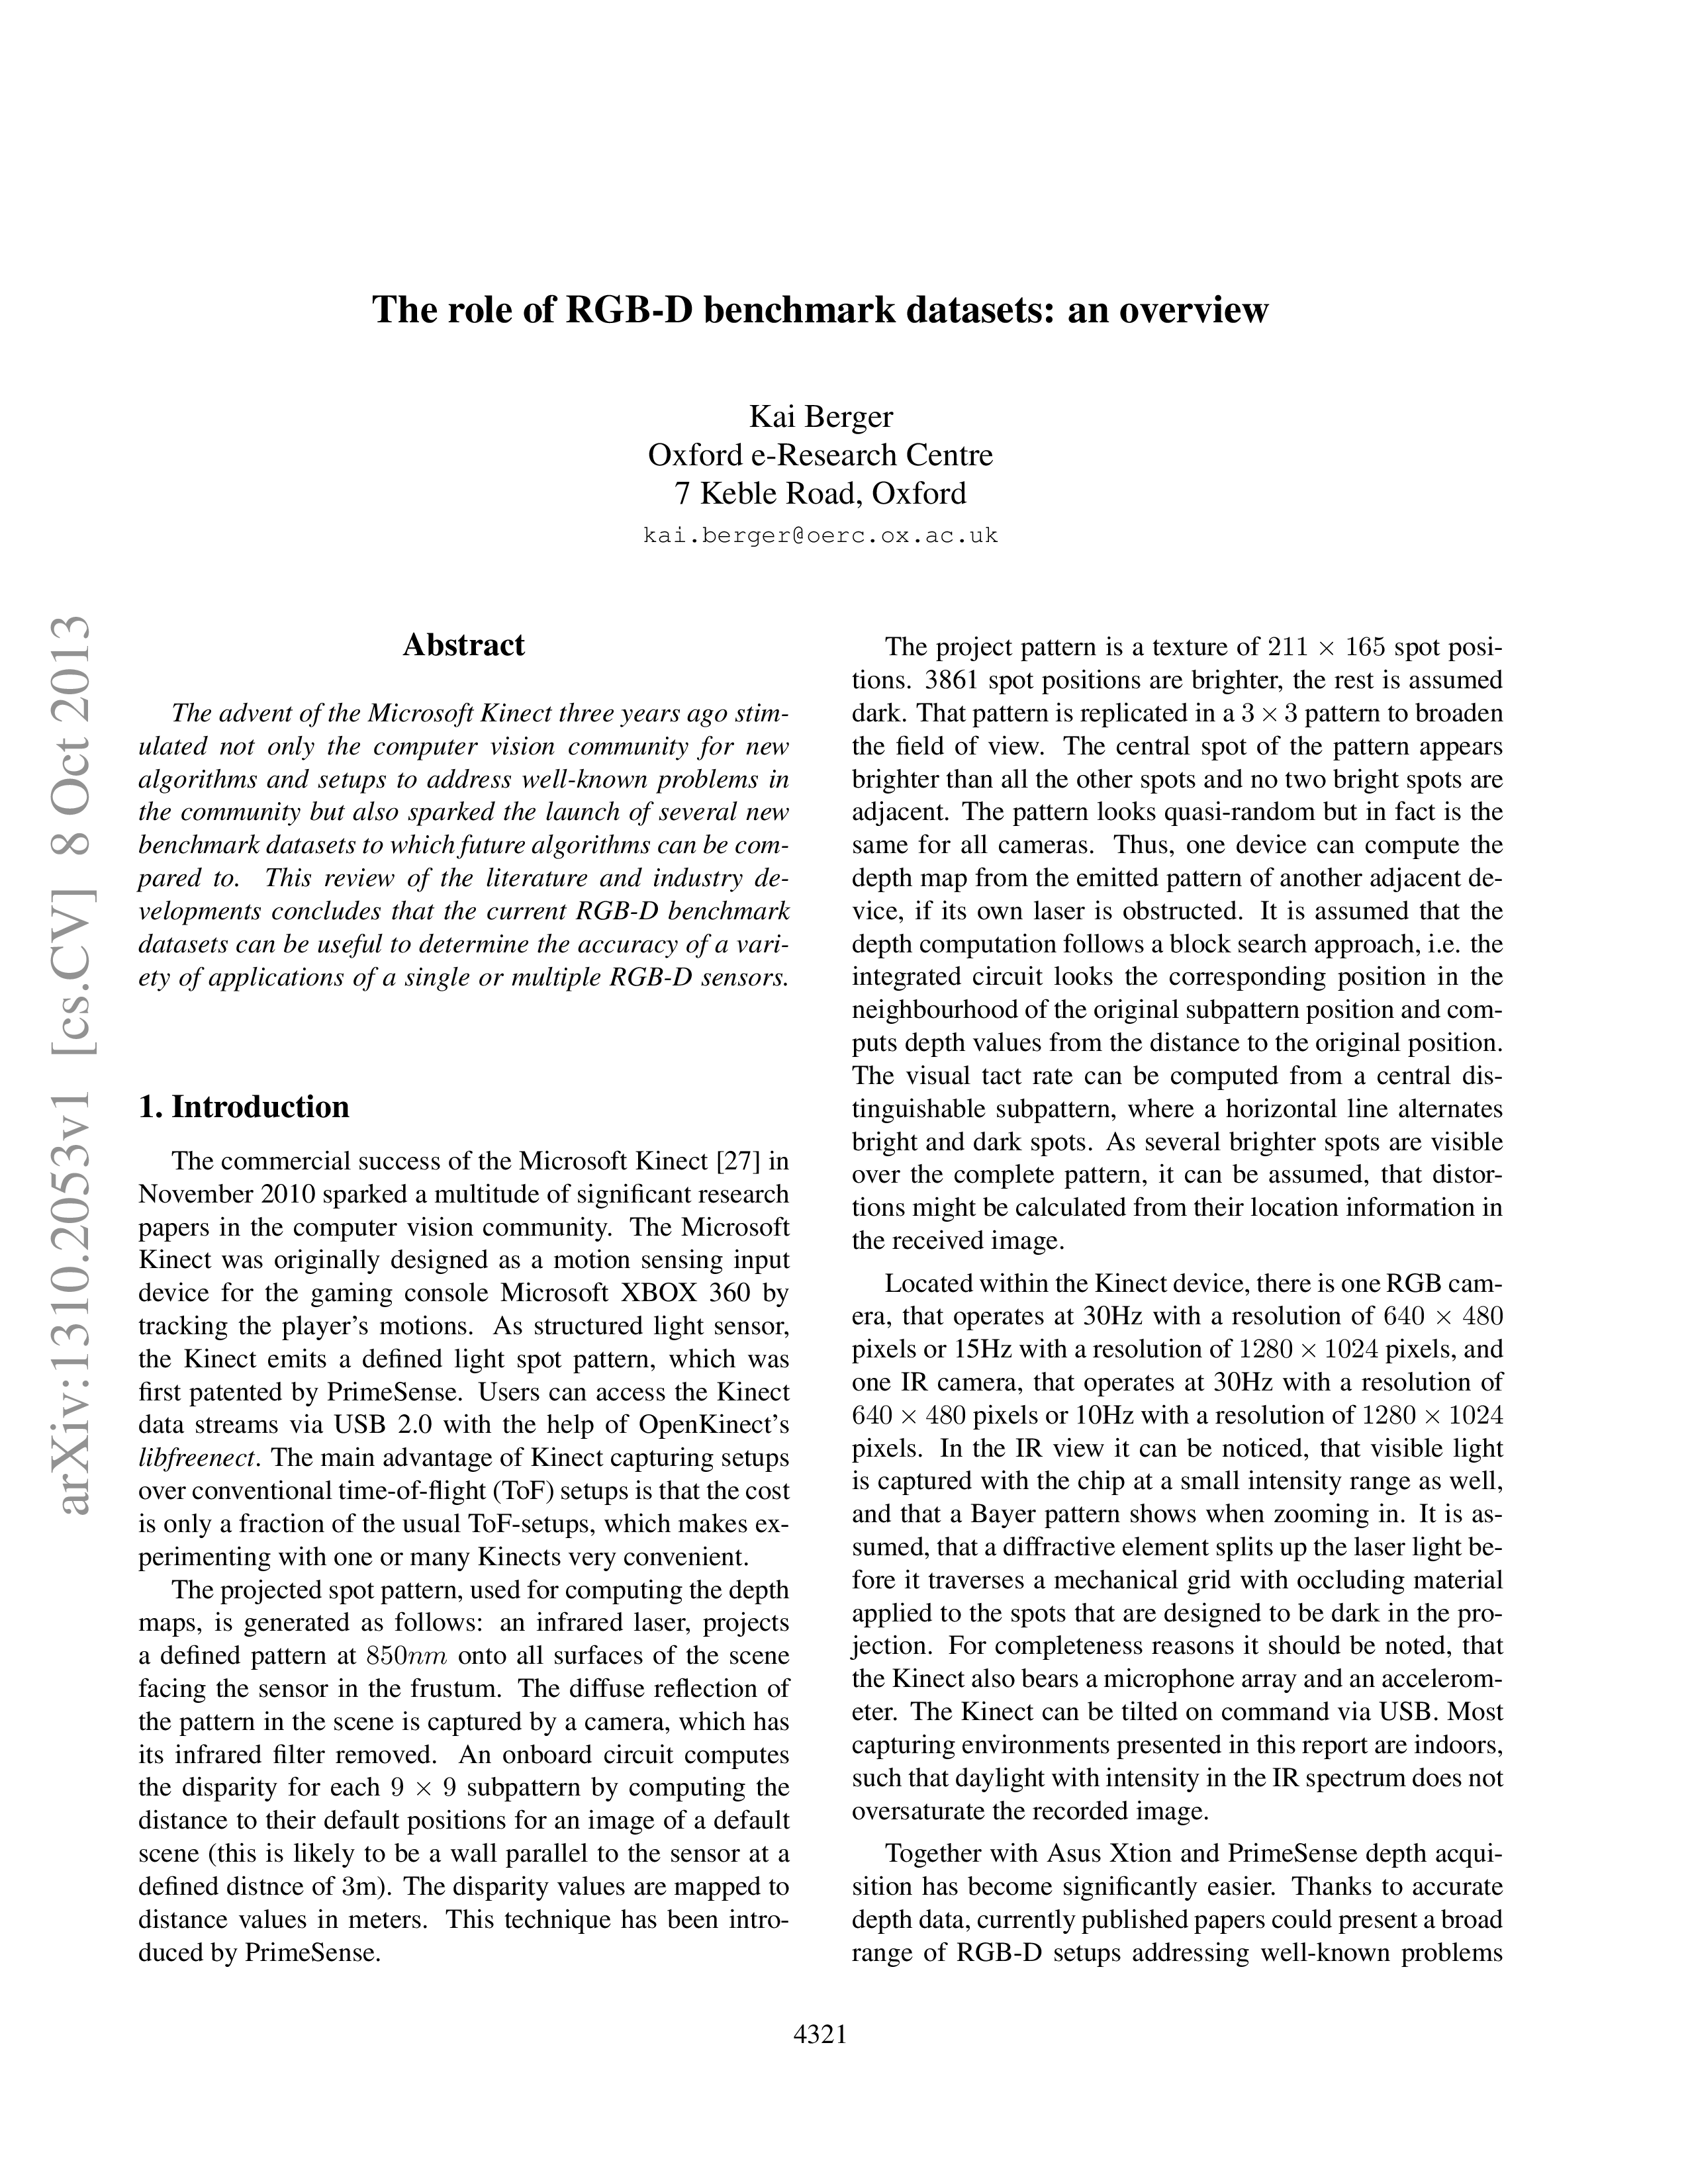 arXiv:1310.2053v1 [cs.CV] 8 Oct 2013
The role of RGB-D benchmark datasets: an overview
Kai Berger
Oxford e-Research Centre
7 Keble Road, Oxford
kai.berger@oerc.ox.ac.uk
Abstract
The advent of the Microsoft Kinect three years ago stim-
ulated not only the computer vision community for new
algorithms and setups to address well-known problems in
the community but also sparked the launch of several new
benchmark datasets to which future algorithms can be com-
pared to. This review of the literature and industry de-
velopments concludes that the current RGB-D benchmark
datasets can be useful to determine the accuracy of a vari-
ety of applications of a single or multiple RGB-D sensors.
1. Introduction
The commercial success of the Microsoft Kinect [27] in
November 2010 sparked a multitude of significant research
papers in the computer vision community. The Microsoft
Kinect was originally designed as a motion sensing input
device for the gaming console Microsoft XBOX 360 by
tracking the player's motions. As structured light sensor,
the Kinect emits a defined light spot pattern, which was
first patented by PrimeSense. Users can access the Kinect
data streams via USB 2.0 with the help of OpenKinect's
libfreenect. The main advantage of Kinect capturing setups
over conventional time-of-flight (ToF) setups is that the cost
is only a fraction of the usual ToF-setups, which makes ex-
perimenting with one or many Kinects very convenient.
The projected spot pattern, used for computing the depth
maps, is generated as follows: an infrared laser, projects
a defined pattern at 850nm onto all surfaces of the scene
facing the sensor in the frustum. The diffuse reflection of
the pattern in the scene is captured by a camera, which has
its infrared filter removed. An onboard circuit computes
the disparity for each 9 × 9 subpattern by computing the
distance to their default positions for an image of a default
scene (this is likely to be a wall parallel to the sensor at a
defined distnce of 3m). The disparity values are mapped to
distance values in meters. This technique has been intro-
duced by PrimeSense.
The project pattern is a texture of 211 × 165 spot posi-
tions. 3861 spot positions are brighter, the rest is assumed
dark. That pattern is replicated in a 3 × 3 pattern to broaden
the field of view. The central spot of the pattern appears
brighter than all the other spots and no two bright spots are
adjacent. The pattern looks quasi-random but in fact is the
same for all cameras. Thus, one device can compute the
depth map from the emitted pattern of another adjacent de-
vice, if its own laser is obstructed. It is assumed that the
depth computation follows a block search approach, i.e. the
integrated circuit looks the corresponding position in the
neighbourhood of the original subpattern position and com-
puts depth values from the distance to the original position.
The visual tact rate can be computed from a central dis-
tinguishable subpattern, where a horizontal line alternates
bright and dark spots. As several brighter spots are visible
over the complete pattern, it can be assumed, that distor-
tions might be calculated from their location information in
the received image.
Located within the Kinect device, there is one RGB cam-
era, that operates at 30Hz with a resolution of 640 × 480
pixels or 15Hz with a resolution of 1280 × 1024 pixels, and
one IR camera, that operates at 30Hz with a resolution of
640 × 480 pixels or 10Hz with a resolution of 1280 × 1024
pixels. In the IR view it can be noticed, that visible light
is captured with the chip at a small intensity range as well,
and that a Bayer pattern shows when zooming in. It is as-
sumed, that a diffractive element splits up the laser light be-
fore it traverses a mechanical grid with occluding material
applied to the spots that are designed to be dark in the pro-
jection. For completeness reasons it should be noted, that
the Kinect also bears a microphone array and an accelerom-
eter. The Kinect can be tilted on command via USB. Most
capturing environments presented in this report are indoors,
such that daylight with intensity in the IR spectrum does not
oversaturate the recorded image.
Together with Asus Xtion and PrimeSense depth acqui-
sition has become significantly easier. Thanks to accurate
depth data, currently published papers could present a broad
range of RGB-D setups addressing well-known problems
4321